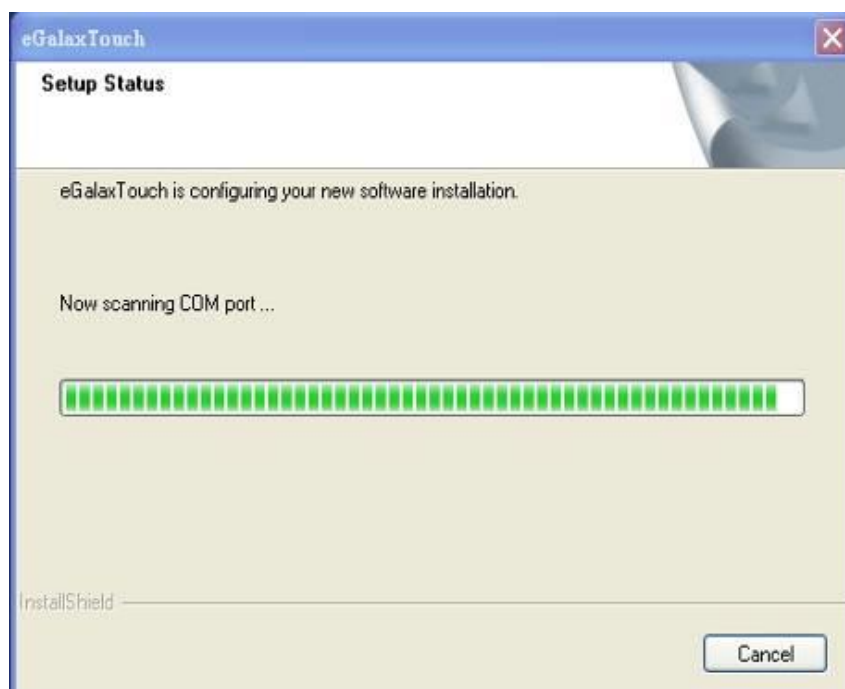 eGalaxTouch
Setup Status
eGalaxTouch is configuring your new software installation.
Now scanning COM port ...
InstallShield
Cancel